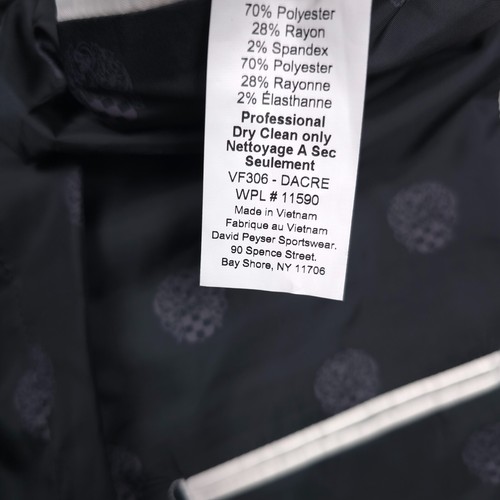 70% Polyester
28% Rayon
2% Spandex
70% Polyester
28% Rayonne
2% Élasthanne
Professional
Dry Clean only
Nettoyage A Sec
Seulement
VF306 - DACRE
WPL # 11590
Made in Vietnam
Fabrique au Vietnam
David Peyser Sportswear.
90 Spence Street.
Bay Shore, NY 11706